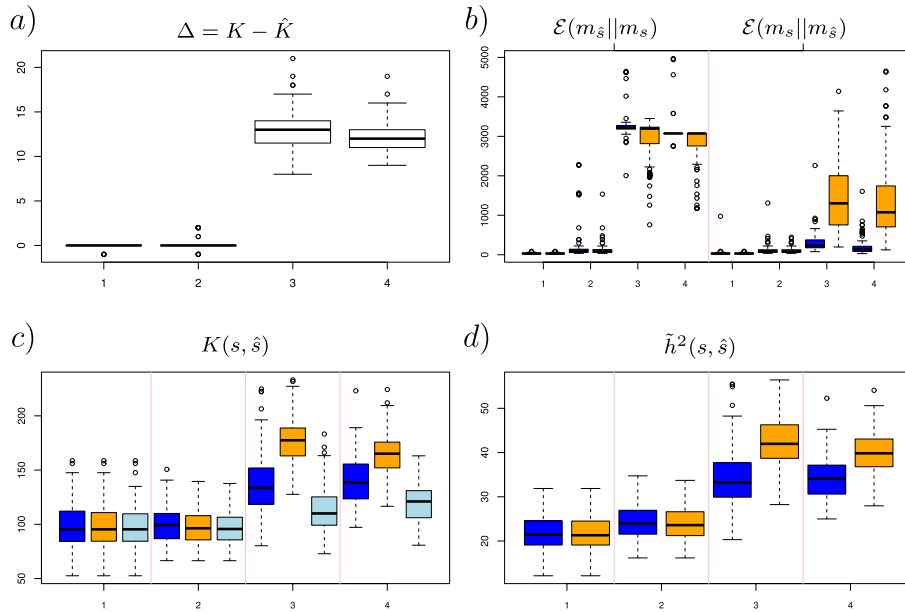 a)
Δ = K − K̂
0 5 10 15 20
1 2 3 4
b)
ℰ(m_ŝ||m_s) ℰ(m_s||m_ŝ)
0 1000 2000 3000 4000 5000
1 2 3 4 1 2 3 4
c)
K(s, ŝ)
50 100 150 200
1 2 3 4
d)
h̃²(s, ŝ)
20 30 40 50
1 2 3 4